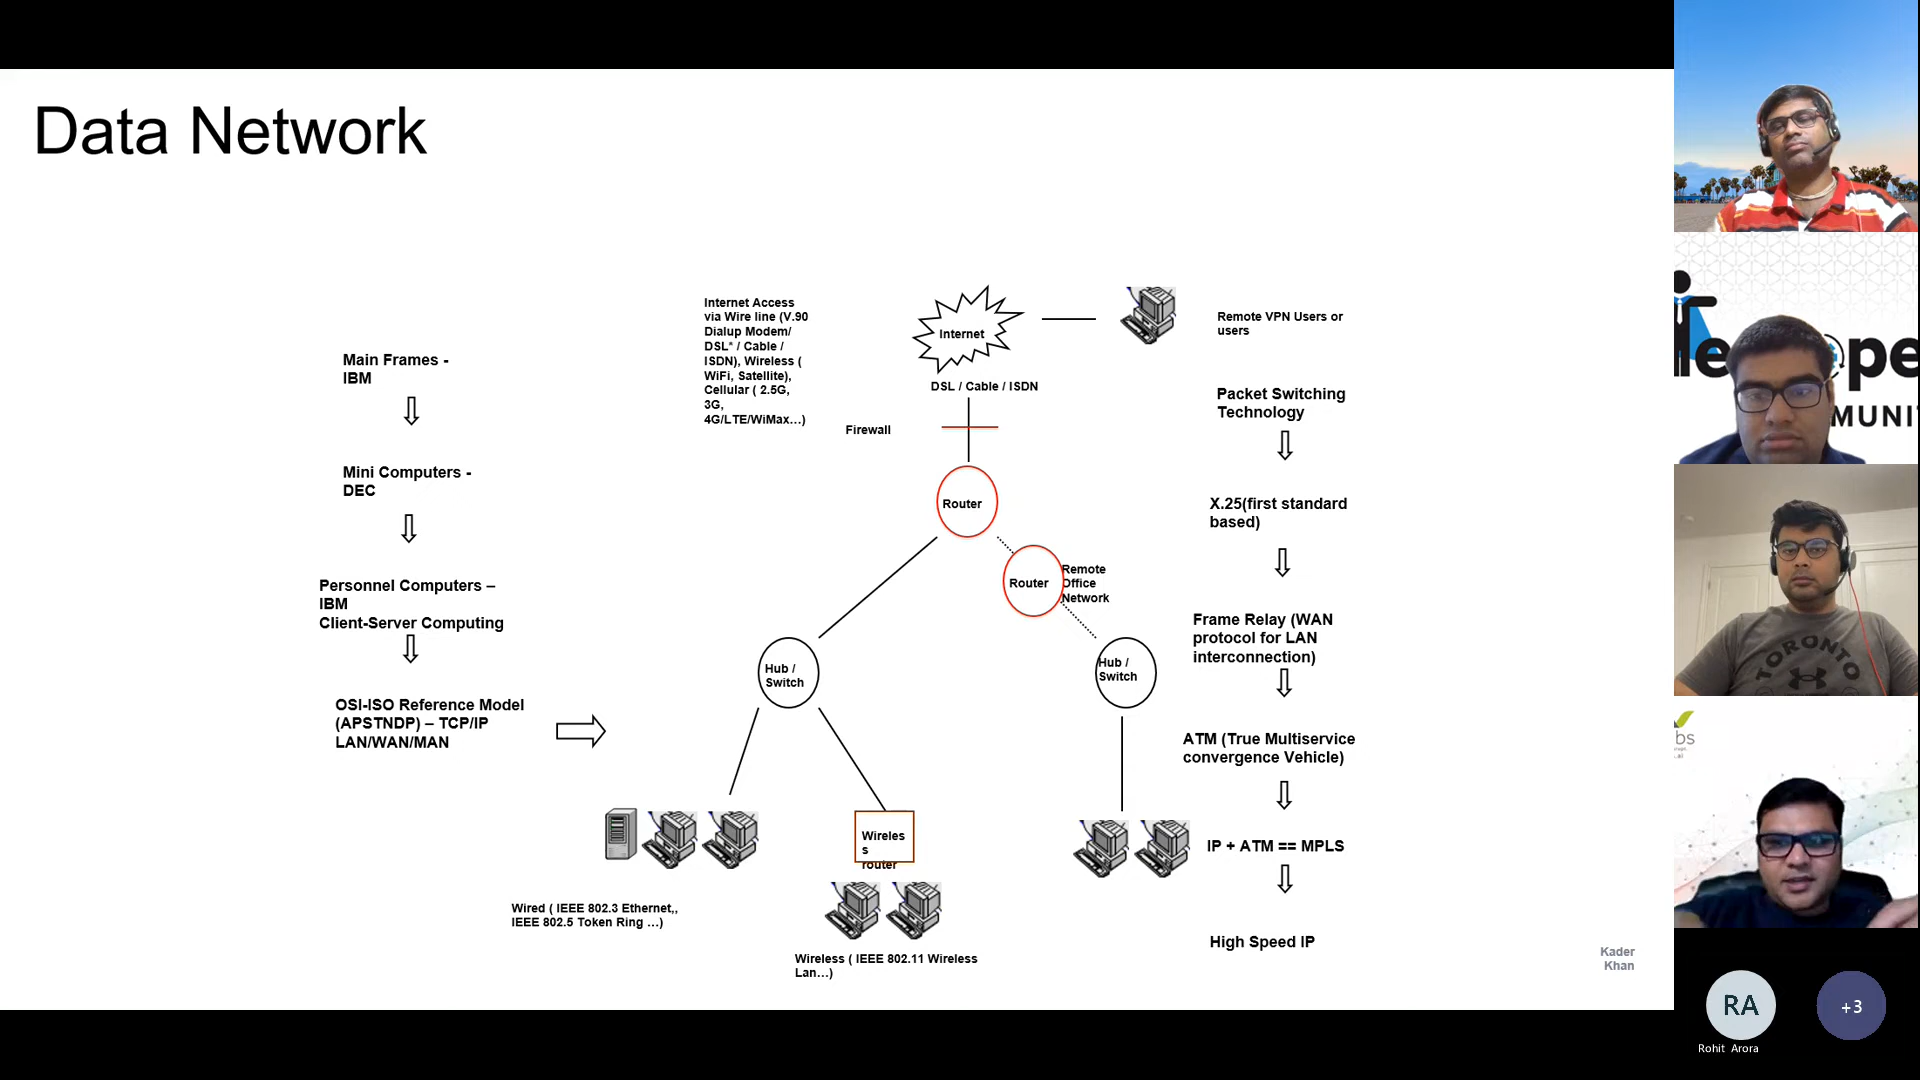 Data Network
Main Frames -
IBM
Mini Computers -
DEC
Personnel Computers –
IBM
Client-Server Computing
OSI-ISO Reference Model
(APSTNDP) – TCP/IP
LAN/WAN/MAN
Internet Access
via Wire line (V.90
Dialup Modem/
DSL* / Cable /
ISDN), Wireless (
WiFi, Satellite),
Cellular ( 2.5G,
3G,
4G/LTE/WiMax…)
Internet
DSL / Cable / ISDN
Firewall
Router
Router
Remote
Office
Network
Hub /
Switch
Hub /
Switch
Wireles
s
router
Wired ( IEEE 802.3 Ethernet,,
IEEE 802.5 Token Ring …)
Wireless ( IEEE 802.11 Wireless
Lan…)
Remote VPN Users or
users
Packet Switching
Technology
X.25(first standard
based)
Frame Relay (WAN
protocol for LAN
interconnection)
ATM (True Multiservice
convergence Vehicle)
IP + ATM == MPLS
High Speed IP
Kader
Khan
TORONTO
RA
+3
Rohit Arora